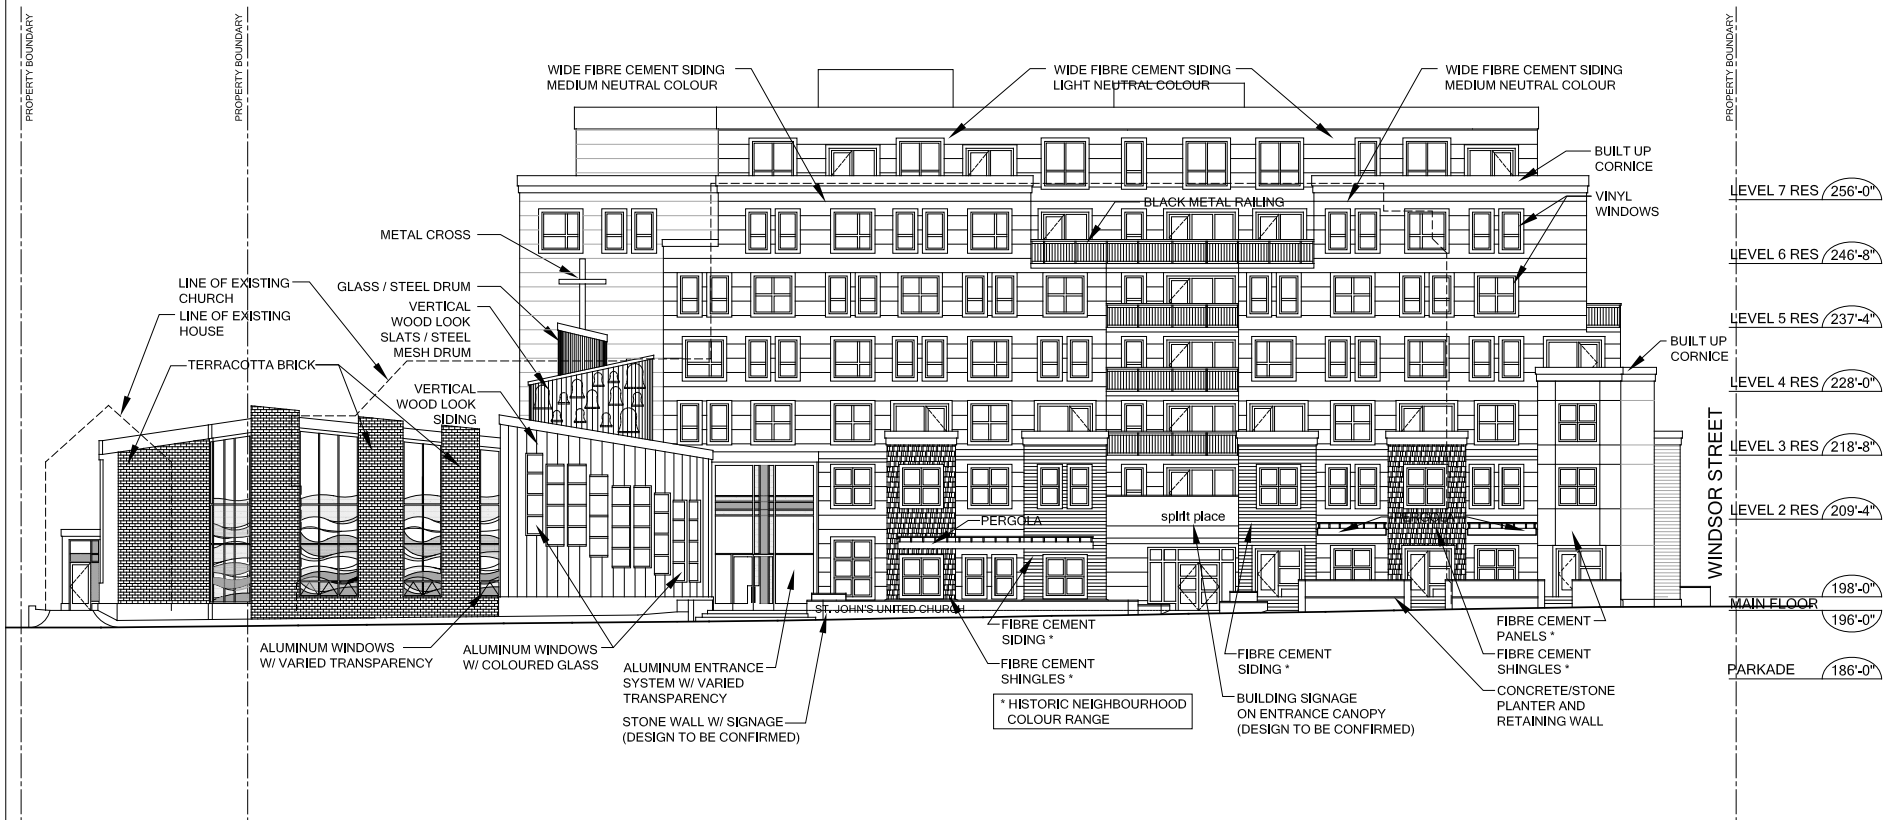 PROPERTY BOUNDARY
PROPERTY BOUNDARY
PROPERTY BOUNDARY
WIDE FIBRE CEMENT SIDING
MEDIUM NEUTRAL COLOUR
WIDE FIBRE CEMENT SIDING
LIGHT NEUTRAL COLOUR
WIDE FIBRE CEMENT SIDING
MEDIUM NEUTRAL COLOUR
BUILT UP
CORNICE
VINYL
WINDOWS
BLACK METAL RAILING
METAL CROSS
GLASS / STEEL DRUM
VERTICAL
WOOD LOOK
SLATS / STEEL
MESH DRUM
LINE OF EXISTING
CHURCH
LINE OF EXISTING
HOUSE
TERRACOTTA BRICK
VERTICAL
WOOD LOOK
SIDING
BUILT UP
CORNICE
LEVEL 7 RES 256'-0"
LEVEL 6 RES 246'-8"
LEVEL 5 RES 237'-4"
LEVEL 4 RES 228'-0"
LEVEL 3 RES 218'-8"
LEVEL 2 RES 209'-4"
198'-0"
MAIN FLOOR
196'-0"
PARKADE 186'-0"
WINDSOR STREET
PERGOLA
spirit place
PERGOLA
ST. JOHN'S UNITED CHURCH
ALUMINUM WINDOWS
W/ VARIED TRANSPARENCY
ALUMINUM WINDOWS
W/ COLOURED GLASS
ALUMINUM ENTRANCE
SYSTEM W/ VARIED
TRANSPARENCY
STONE WALL W/ SIGNAGE
(DESIGN TO BE CONFIRMED)
FIBRE CEMENT
SIDING *
FIBRE CEMENT
SHINGLES *
* HISTORIC NEIGHBOURHOOD
COLOUR RANGE
FIBRE CEMENT
SIDING *
BUILDING SIGNAGE
ON ENTRANCE CANOPY
(DESIGN TO BE CONFIRMED)
FIBRE CEMENT
PANELS *
FIBRE CEMENT
SHINGLES *
CONCRETE/STONE
PLANTER AND
RETAINING WALL